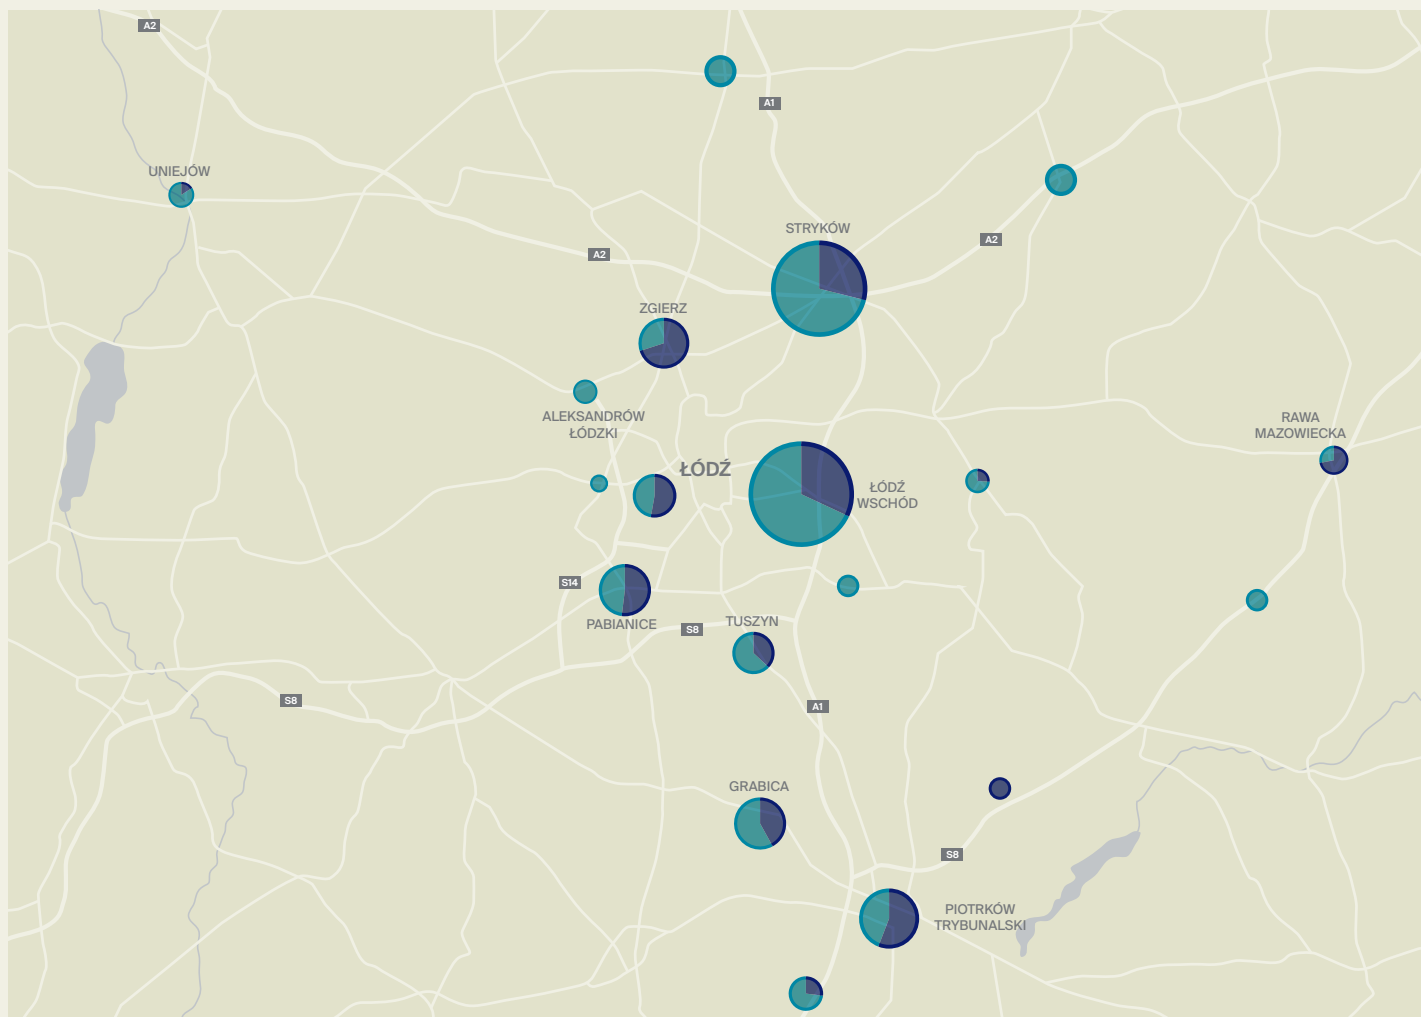 A2
A1
UNIEJÓW
STRYKÓW
A2
A2
ZGIERZ
ALEKSANDRÓW
ŁÓDZKI
RAWA
MAZOWIECKA
ŁÓDŹ
ŁÓDŹ
WSCHÓD
S14
PABIANICE
S8
TUSZYN
S8
A1
GRABICA
S8
PIOTRKÓW
TRYBUNALSKI